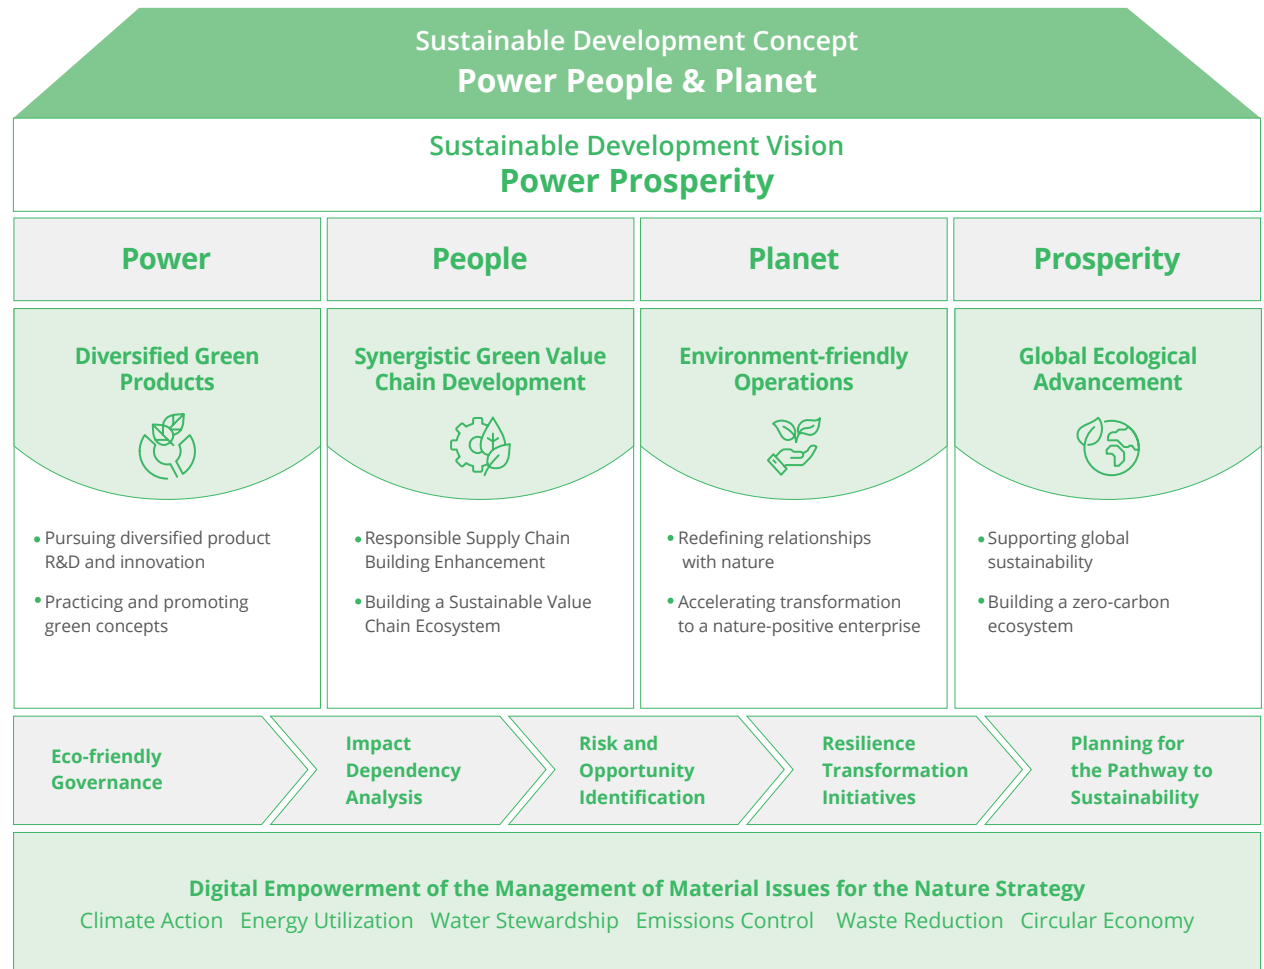 Sustainable Development Concept
Power People & Planet
Sustainable Development Vision
Power Prosperity
Power
People
Planet
Prosperity
Diversified Green
Products
Synergistic Green Value
Chain Development
Environment-friendly
Operations
Global Ecological
Advancement
• Pursuing diversified product
R&D and innovation
• Practicing and promoting
green concepts
• Responsible Supply Chain
Building Enhancement
• Building a Sustainable Value
Chain Ecosystem
• Redefining relationships
with nature
• Accelerating transformation
to a nature-positive enterprise
• Supporting global
sustainability
• Building a zero-carbon
ecosystem
Eco-friendly
Governance
Impact
Dependency
Analysis
Risk and
Opportunity
Identification
Resilience
Transformation
Initiatives
Planning for
the Pathway to
Sustainability
Digital Empowerment of the Management of Material Issues for the Nature Strategy
Climate Action Energy Utilization Water Stewardship Emissions Control Waste Reduction Circular Economy